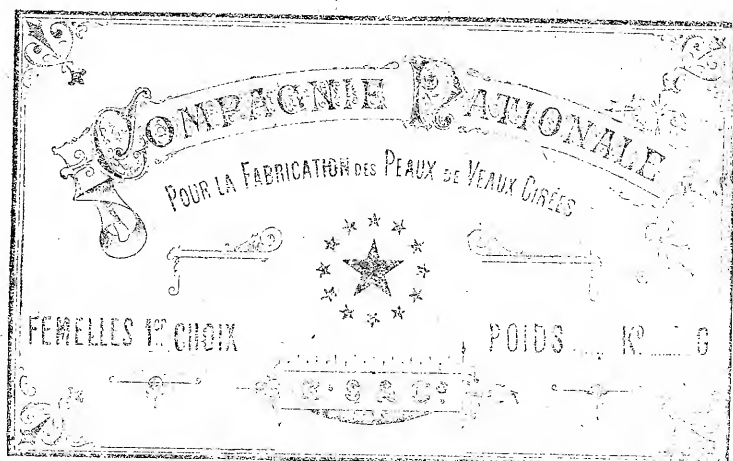 COMPAGNIE NATIONALE
POUR LA FABRICATION DES PEAUX DE VEAUX CIRÉES
FEMELLES 1ER CHOIX POIDS K° G
S & C°